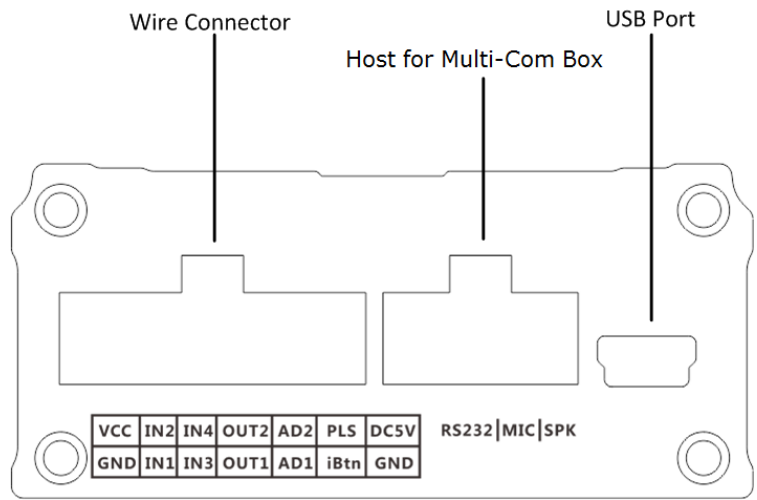 Wire Connector
USB Port
Host for Multi-Com Box
VCC IN2 IN4 OUT2 AD2 PLS DC5V
GND IN1 IN3 OUT1 AD1 iBtn GND
RS232|MIC|SPK